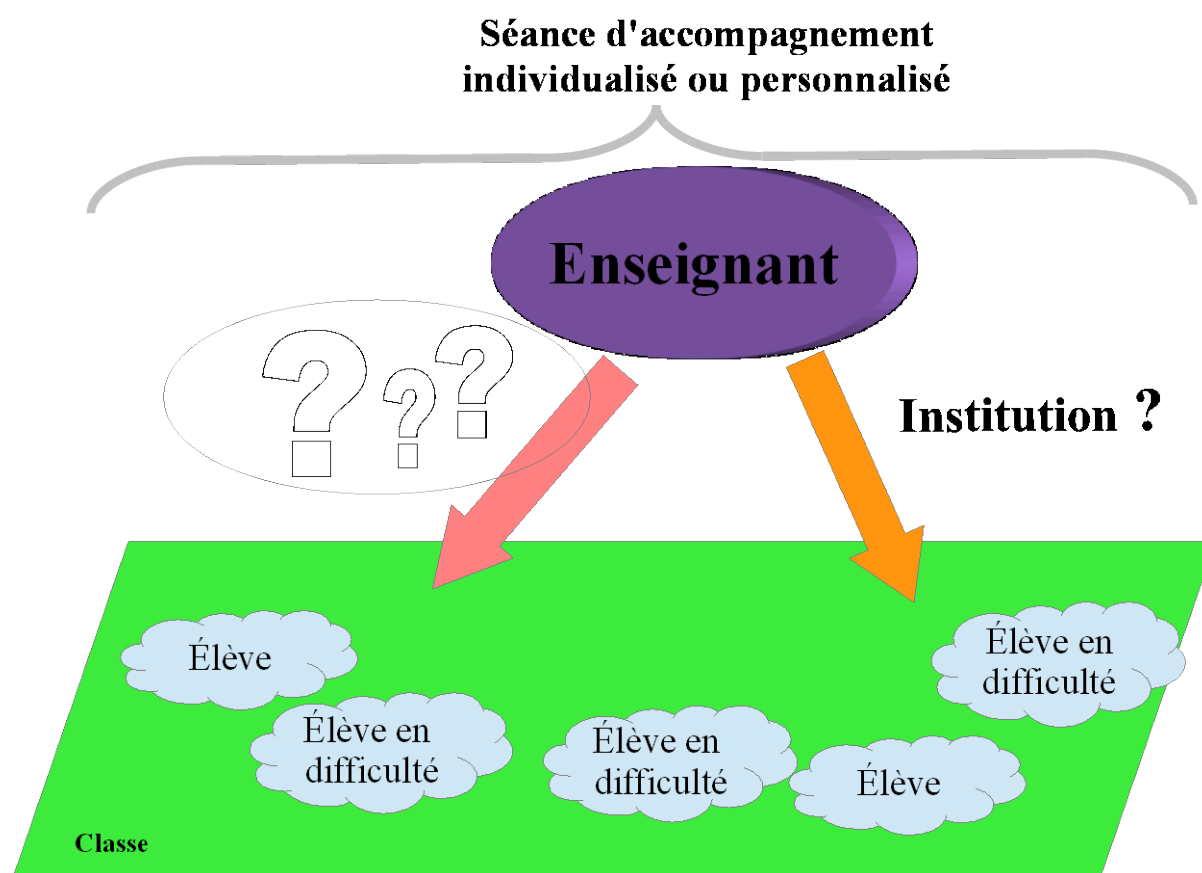 Séance d'accompagnement
individualisé ou personnalisé
Enseignant
? ? ?
Institution ?
Élève
Élève en
difficulté
Élève en
difficulté
Élève
Élève en
difficulté
Classe